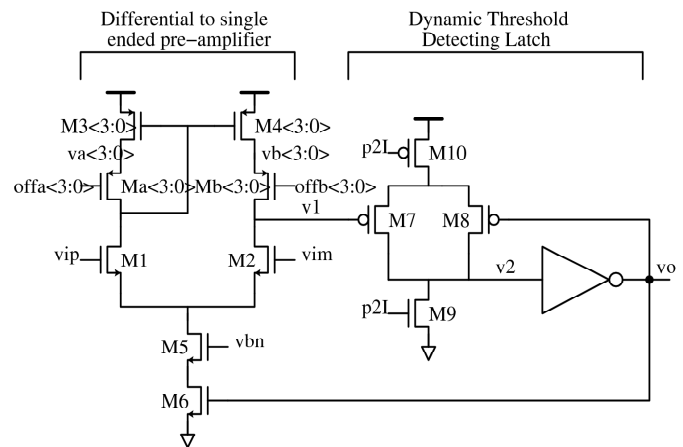 Differential to single
ended pre-amplifier
Dynamic Threshold
Detecting Latch
M3<3:0>
M4<3:0>
va<3:0>
vb<3:0>
offa<3:0>
Ma<3:0>
Mb<3:0>
offb<3:0>
v1
p2I
M10
M7
M8
vip
M1
M2
vim
v2
vo
p2I
M9
M5
vbn
M6